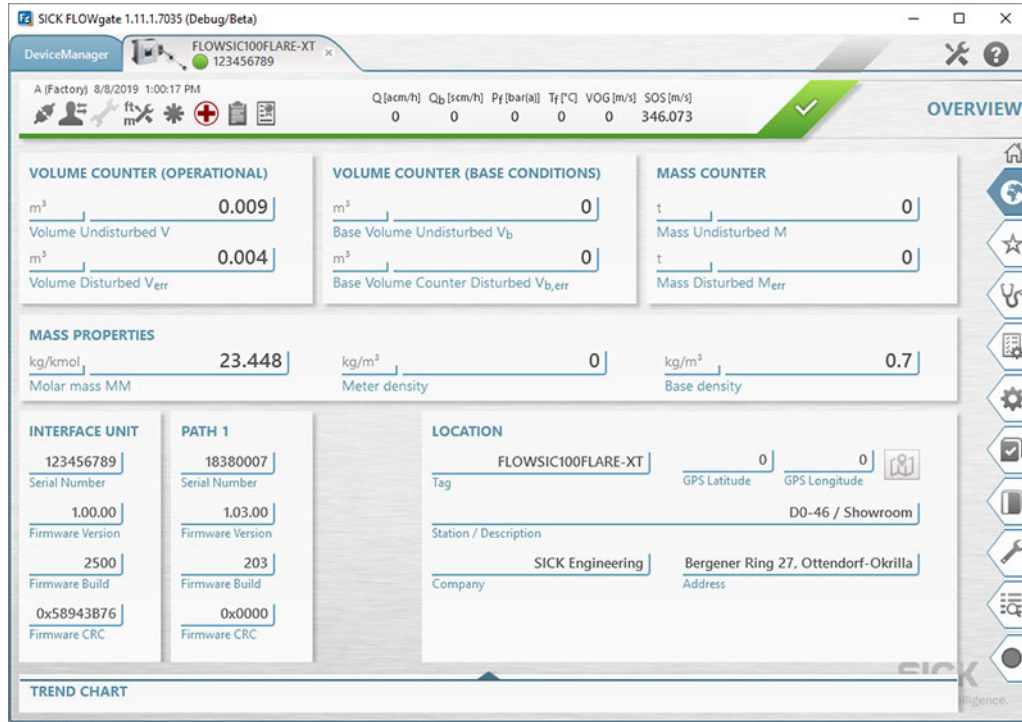 SICK FLOWgate 1.11.1.7035 (Debug/Beta)
DeviceManager
FLOWSIC100FLARE-XT
123456789
A (Factory) 8/8/2019 1:00:17 PM
Q [acm/h] Qb [scm/h] Pf [bar(a)] Tf [°C] VOG [m/s] SOS [m/s]
0 0 0 0 0 346.073
ft
m
OVERVIEW
VOLUME COUNTER (OPERATIONAL)
m³ 0.009
Volume Undisturbed V
m³ 0.004
Volume Disturbed Verr
VOLUME COUNTER (BASE CONDITIONS)
m³ 0
Base Volume Undisturbed Vb
m³ 0
Base Volume Counter Disturbed Vb,err
MASS COUNTER
t 0
Mass Undisturbed M
t 0
Mass Disturbed Merr
MASS PROPERTIES
kg/kmol 23.448 kg/m³ 0 kg/m³ 0.7
Molar mass MM Meter density Base density
INTERFACE UNIT
123456789
Serial Number
1.00.00
Firmware Version
2500
Firmware Build
0x58943B76
Firmware CRC
PATH 1
18380007
Serial Number
1.03.00
Firmware Version
203
Firmware Build
0x0000
Firmware CRC
LOCATION
FLOWSIC100FLARE-XT 0 0
Tag GPS Latitude GPS Longitude
D0-46 / Showroom
Station / Description
SICK Engineering Bergener Ring 27, Ottendorf-Okrilla
Company Address
SICK
TREND CHART